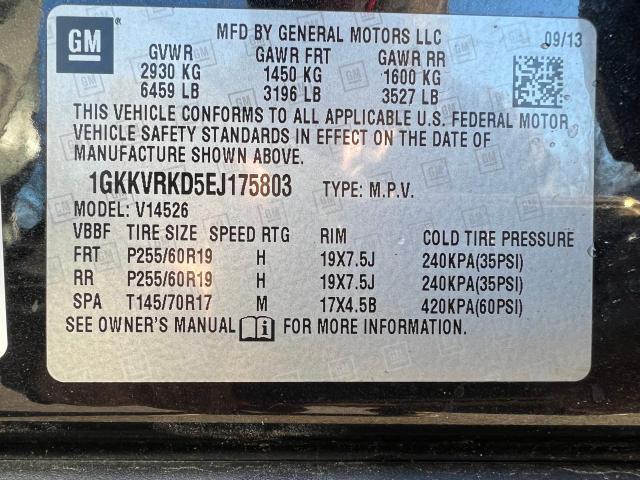 GM
MFD BY GENERAL MOTORS LLC 09/13
GVWR GAWR FRT GAWR RR
2930 KG 1450 KG 1600 KG
6459 LB 3196 LB 3527 LB
THIS VEHICLE CONFORMS TO ALL APPLICABLE U.S. FEDERAL MOTOR
VEHICLE SAFETY STANDARDS IN EFFECT ON THE DATE OF
MANUFACTURE SHOWN ABOVE.
1GKKVRKD5EJ175803 TYPE: M.P.V.
MODEL: V14526
VBBF TIRE SIZE SPEED RTG RIM COLD TIRE PRESSURE
FRT P255/60R19 H 19X7.5J 240KPA(35PSI)
RR P255/60R19 H 19X7.5J 240KPA(35PSI)
SPA T145/70R17 M 17X4.5B 420KPA(60PSI)
SEE OWNER'S MANUAL i FOR MORE INFORMATION.